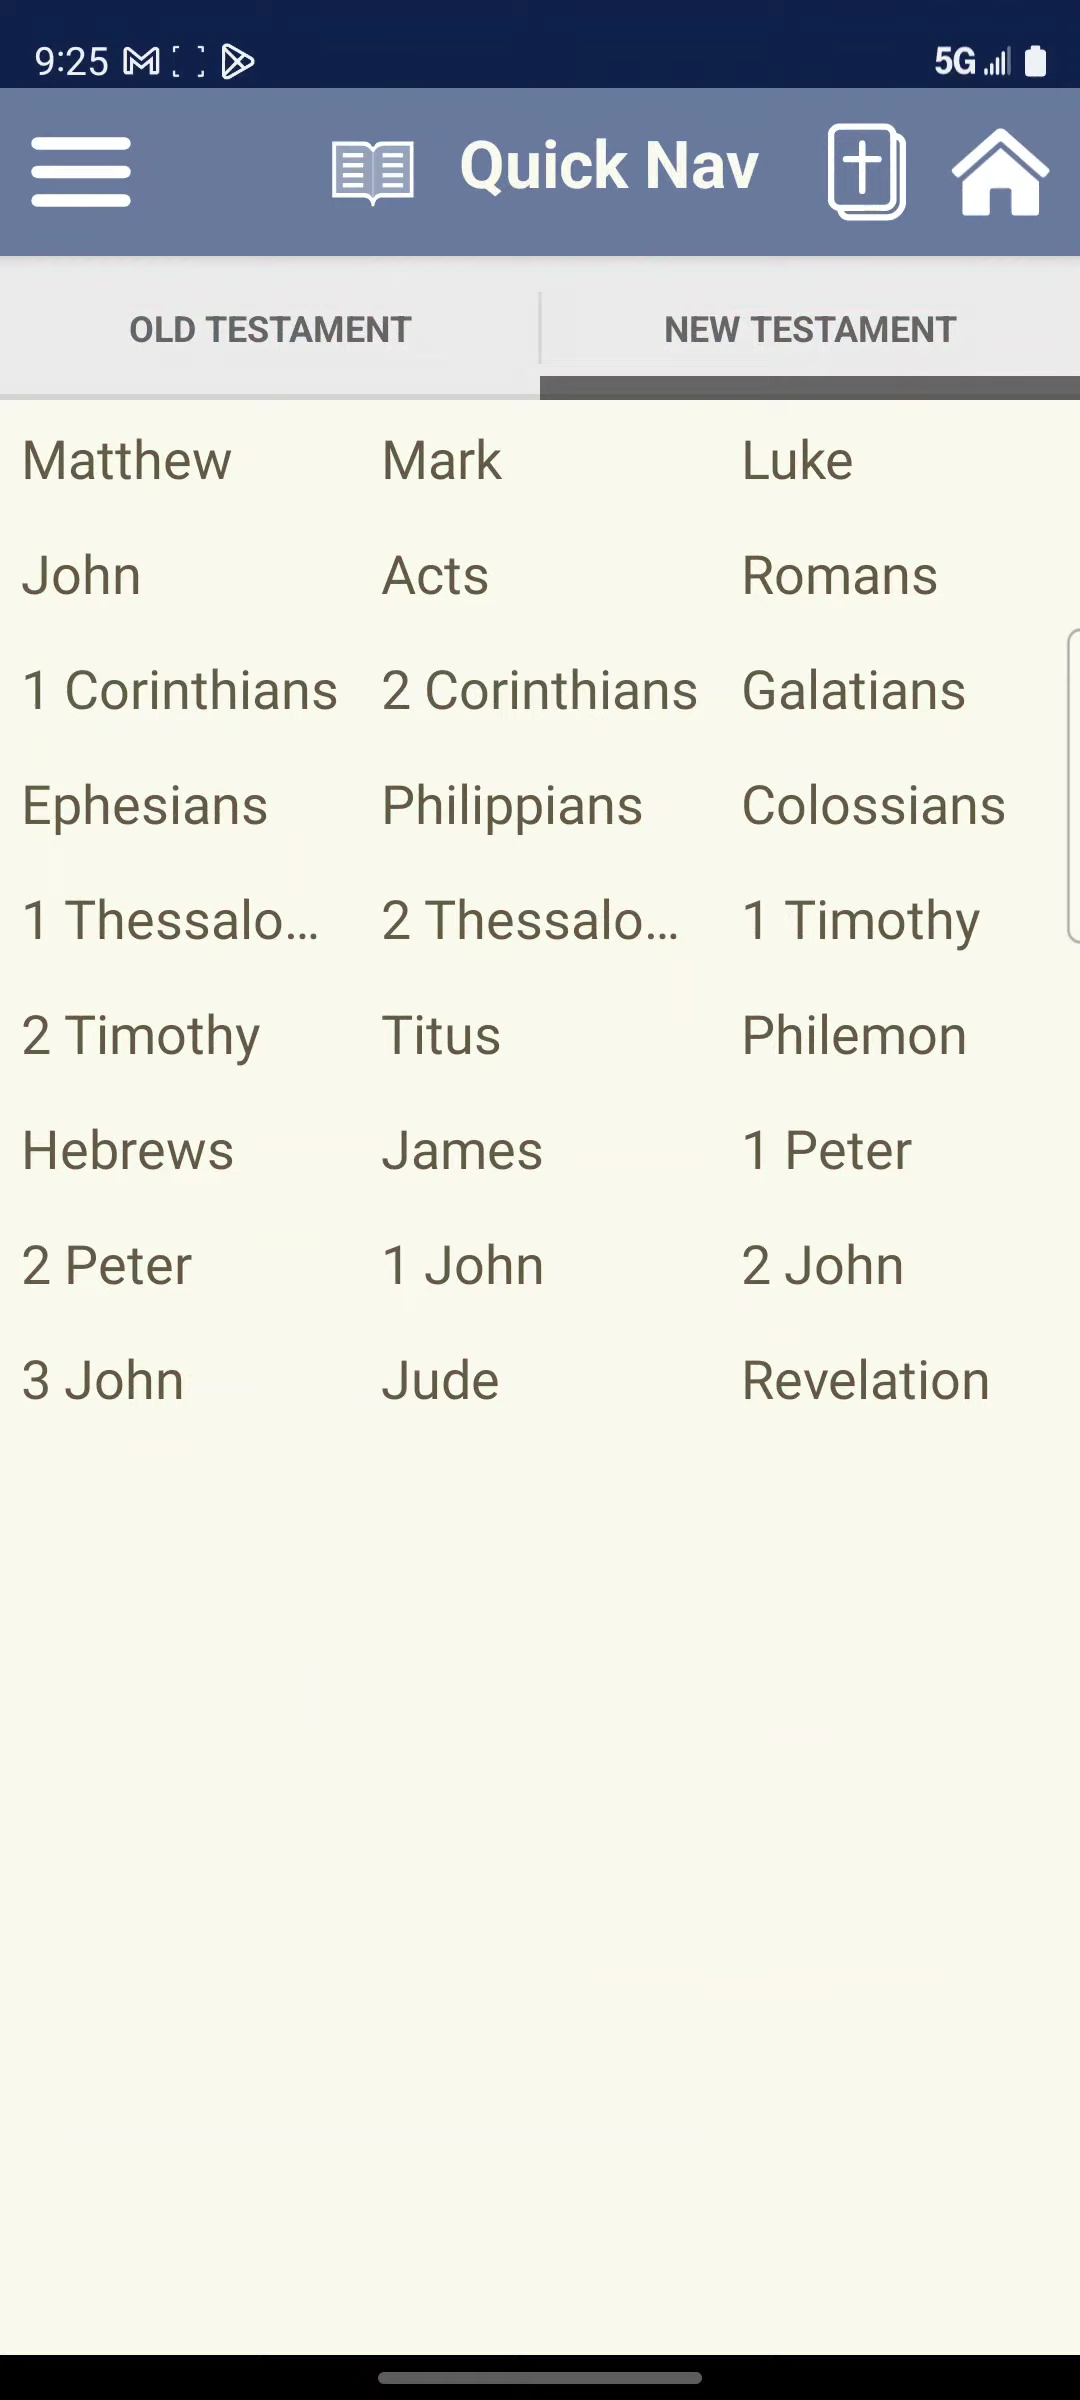 9:25 5G
Quick Nav
OLD TESTAMENT NEW TESTAMENT
Matthew Mark Luke
John Acts Romans
1 Corinthians 2 Corinthians Galatians
Ephesians Philippians Colossians
1 Thessalo... 2 Thessalo... 1 Timothy
2 Timothy Titus Philemon
Hebrews James 1 Peter
2 Peter 1 John 2 John
3 John Jude Revelation